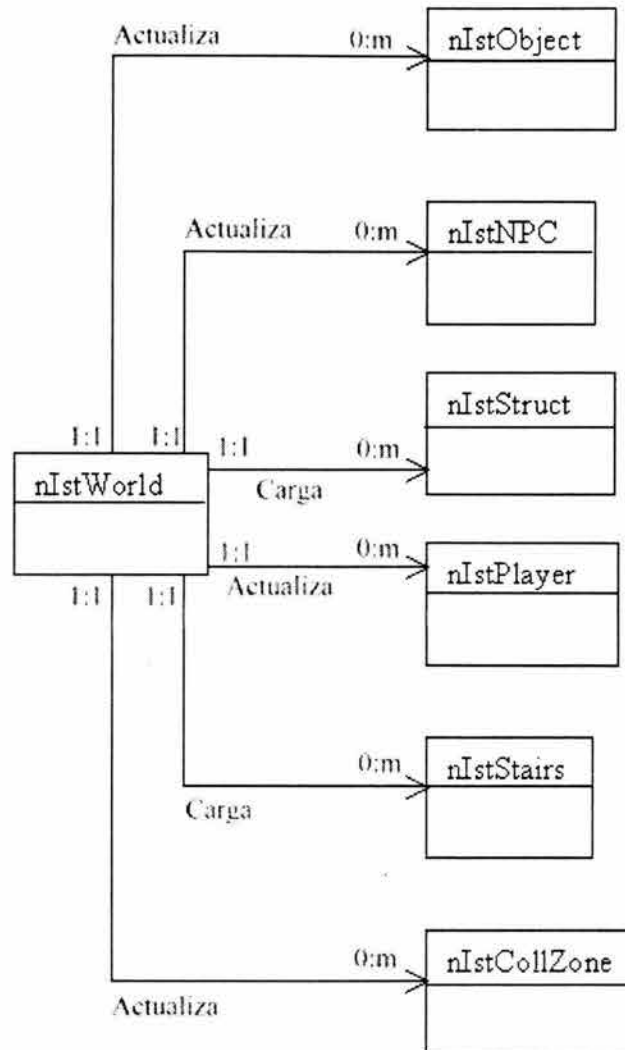 Actualiza 0:m nIstObject
Actualiza 0:m nIstNPC
nIstStruct
1:1 1:1 1:1 0:m
nIstWorld Carga
1:1 0:m nIstPlayer
1:1 1:1 Actualiza
0:m nIstStairs
Carga
0:m nIstCollZone
Actualiza